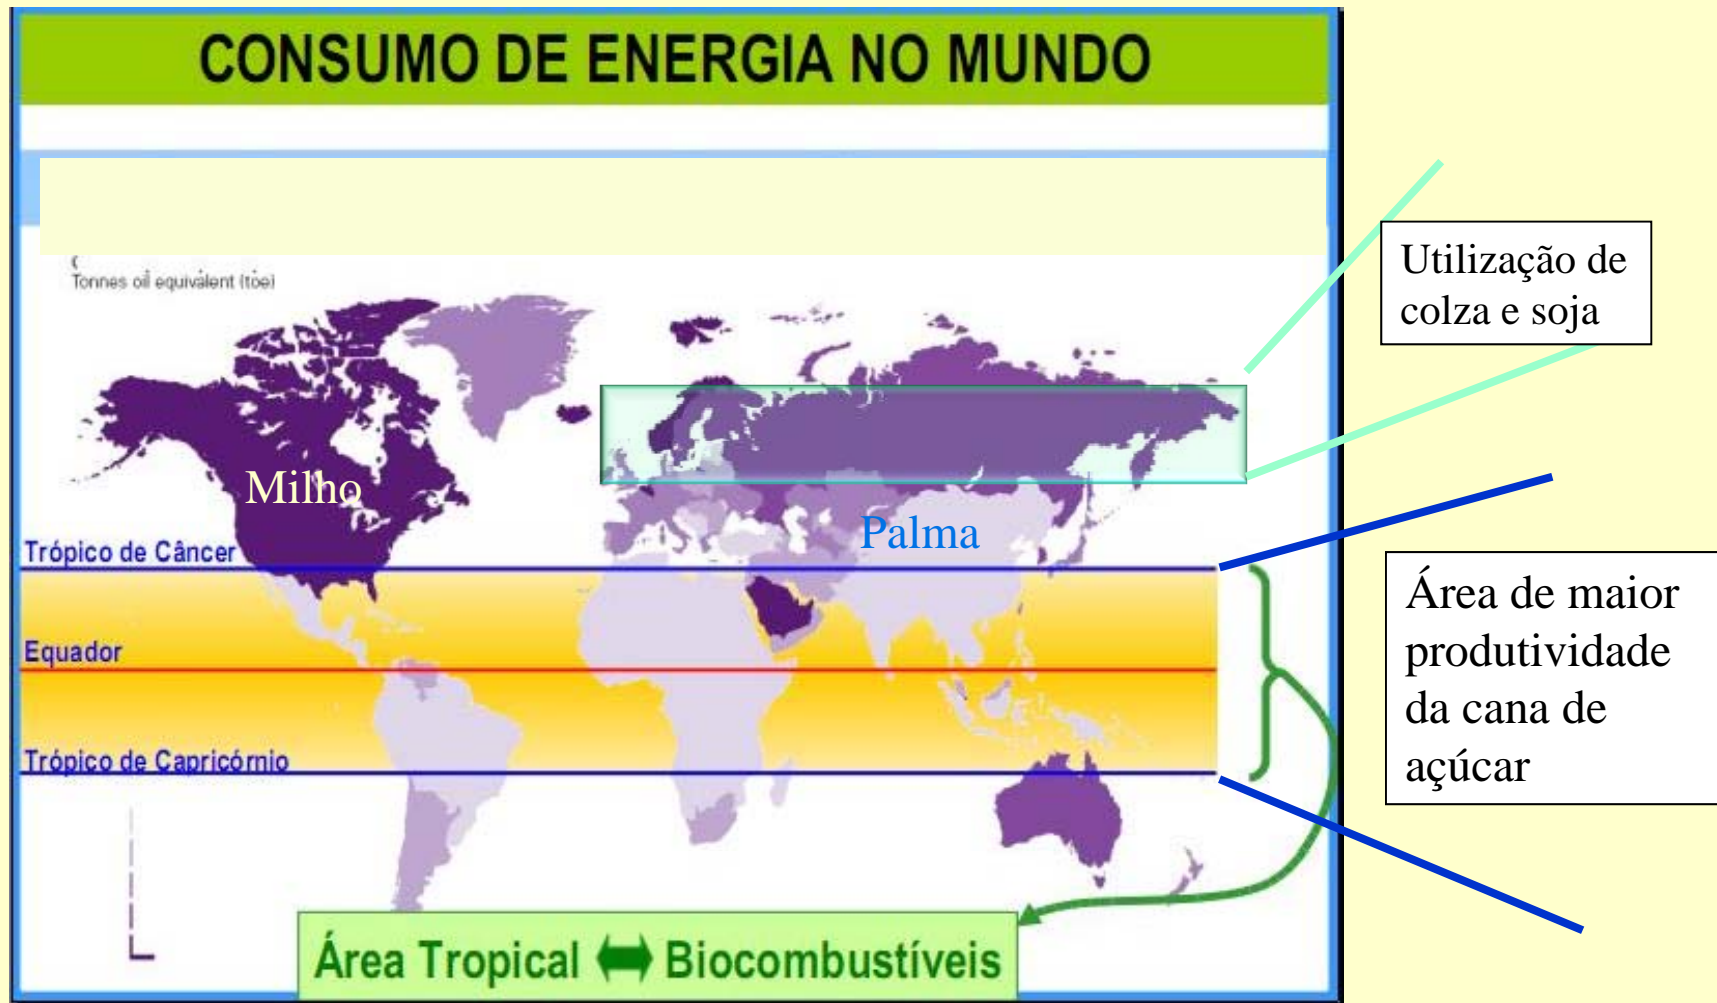 CONSUMO DE ENERGIA NO MUNDO
Tonnes oil equivalent (toe)
Utilização de
colza e soja
Milho
Palma
Trópico de Câncer
Área de maior
produtividade
da cana de
açúcar
Equador
Trópico de Capricórnio
Área Tropical ⬌ Biocombustíveis